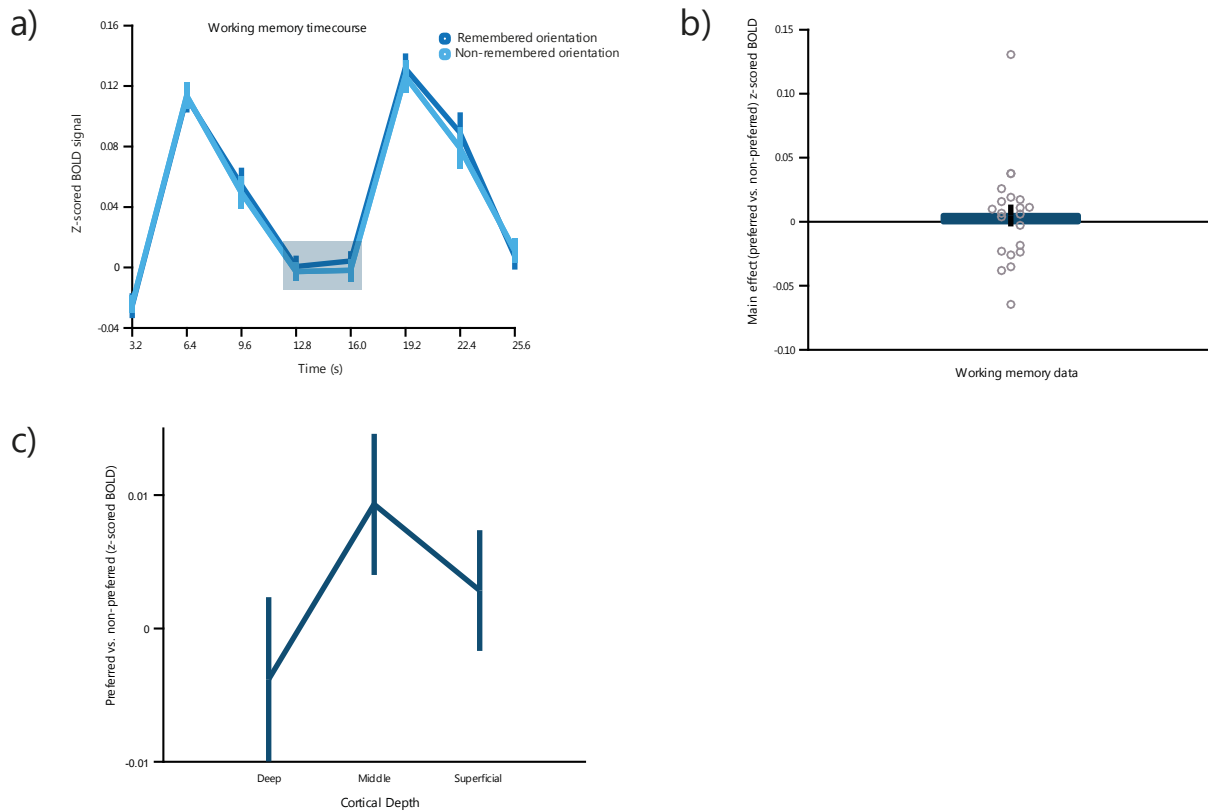 a)
Working memory timecourse
Remembered orientation
Non-remembered orientation
Z-scored BOLD signal
0.16
0.12
0.08
0.04
0
-0.04
3.2
6.4
9.6
12.8
16.0
19.2
22.4
25.6
Time (s)
b)
Main effect (preferred vs. non-preferred) z-scored BOLD
0.15
0.10
0.05
0
-0.05
-0.10
Working memory data
c)
Preferred vs. non-preferred (z-scored BOLD)
0.01
0
-0.01
Deep
Middle
Superficial
Cortical Depth